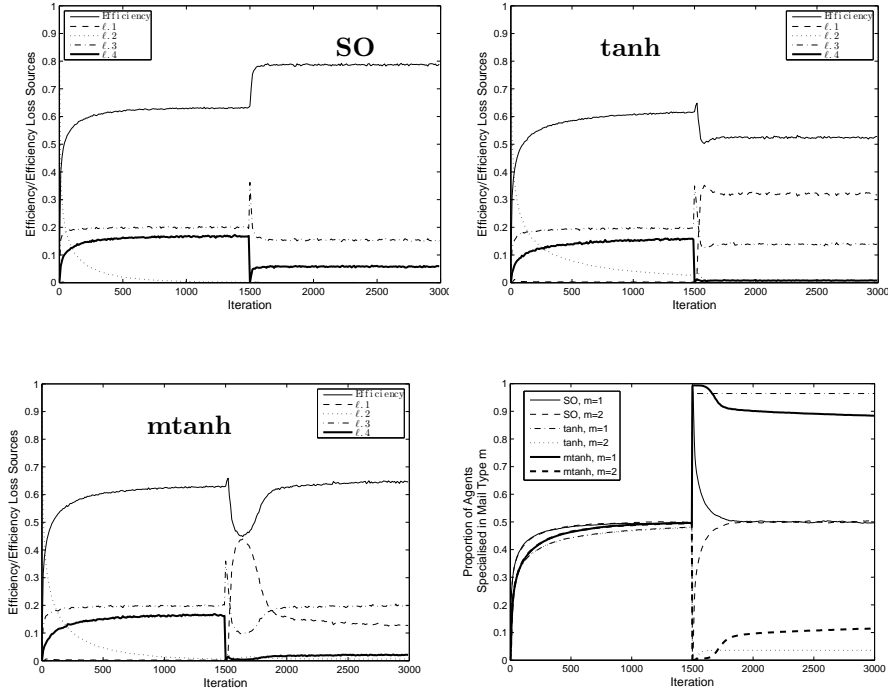 SO
Efficiency
ℓ.1
ℓ.2
ℓ.3
ℓ.4
Efficiency/Efficiency Loss Sources
1
0.9
0.8
0.7
0.6
0.5
0.4
0.3
0.2
0.1
0
0 500 1000 1500 2000 2500 3000
Iteration
tanh
Efficiency
ℓ.1
ℓ.2
ℓ.3
ℓ.4
Efficiency/Efficiency Loss Sources
1
0.9
0.8
0.7
0.6
0.5
0.4
0.3
0.2
0.1
0
0 500 1000 1500 2000 2500 3000
Iteration
mtanh
Efficiency
ℓ.1
ℓ.2
ℓ.3
ℓ.4
Efficiency/Efficiency Loss Sources
1
0.9
0.8
0.7
0.6
0.5
0.4
0.3
0.2
0.1
0
0 500 1000 1500 2000 2500 3000
Iteration
SO, m=1
SO, m=2
tanh, m=1
tanh, m=2
mtanh, m=1
mtanh, m=2
Proportion of Agents
Specialised in Mail Type m
1
0.9
0.8
0.7
0.6
0.5
0.4
0.3
0.2
0.1
0
0 500 1000 1500 2000 2500 3000
Iteration